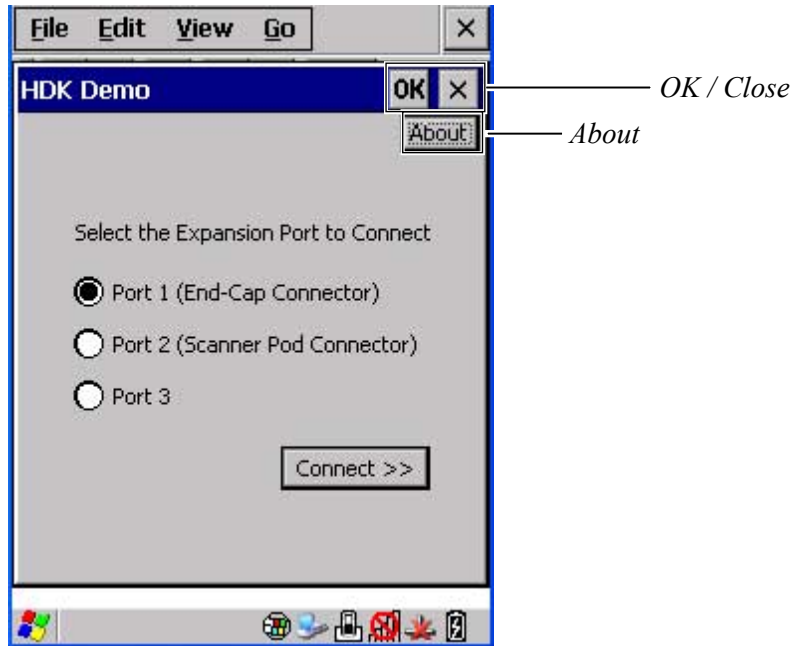 File Edit View Go ×
HDK Demo OK ×
OK / Close
About
About
Select the Expansion Port to Connect
Port 1 (End-Cap Connector)
Port 2 (Scanner Pod Connector)
Port 3
Connect >>